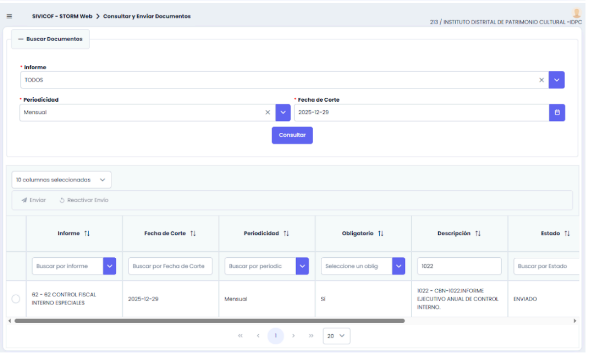 SIVICOF - STORM Web > Consultar y Enviar Documentos
213 / INSTITUTO DISTRITAL DE PATRIMONIO CULTURAL -IDPC
Buscar Documentos
* Informe
TODOS
* Periodicidad
* Fecha de Corte
Mensual
2025-12-29
Consultar
10 columnas seleccionadas
Enviar
Reactivar Envío
Informe
Fecha de Corte
Periodicidad
Obligatorio
Descripción
Estado
Buscar por Informe
Buscar por Fecha de Corte
Buscar por periodic
Seleccione un oblig
1022
Buscar por Estado
62 - 62 CONTROL FISCAL
INTERNO ESPECIALES
2025-12-29
Mensual
SI
1022 - CBN-1022:INFORME
EJECUTIVO ANUAL DE CONTROL
INTERNO.
ENVIADO
« ‹ 1 › »
20